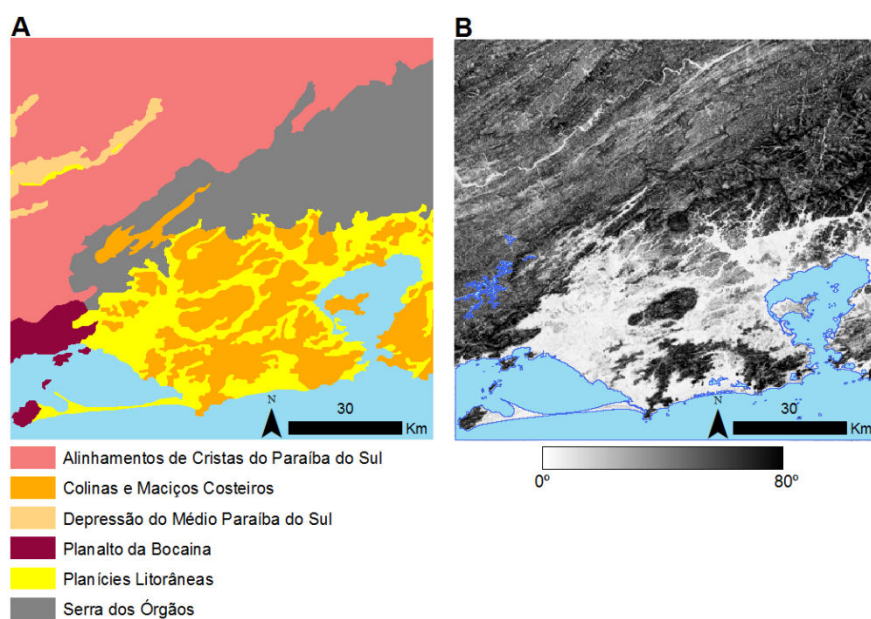 A
B
N
30
Km
N
30
Km
0º
80º
Alinhamentos de Cristas do Paraíba do Sul
Colinas e Maciços Costeiros
Depressão do Médio Paraíba do Sul
Planalto da Bocaina
Planícies Litorâneas
Serra dos Órgãos